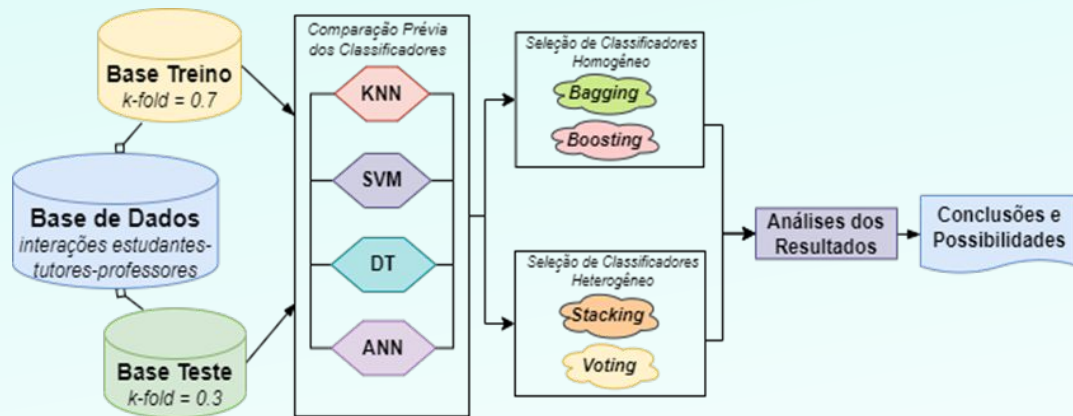 Base Treino
k-fold = 0.7
Base de Dados
interações estudantes-
tutores-professores
Base Teste
k-fold = 0.3
Comparação Prévia
dos Classificadores
KNN
SVM
DT
ANN
Seleção de Classificadores
Homogêneo
Bagging
Boosting
Seleção de Classificadores
Heterogêneo
Stacking
Voting
Análises dos
Resultados
Conclusões e
Possibilidades